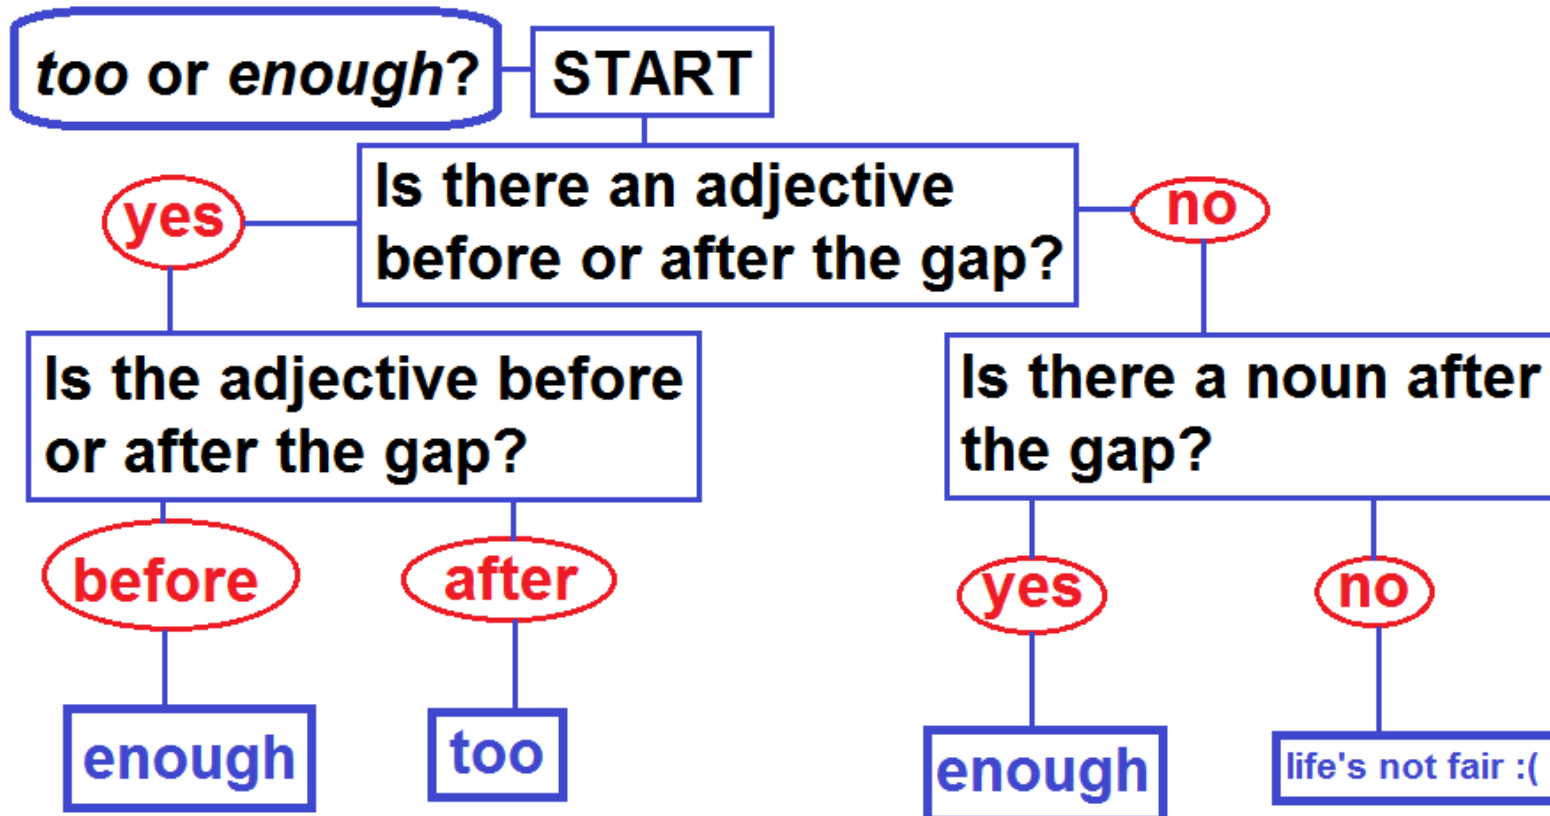 too or enough?
START
Is there an adjective
before or after the gap?
yes
no
Is the adjective before
or after the gap?
Is there a noun after
the gap?
before
after
yes
no
enough
too
enough
life's not fair :(